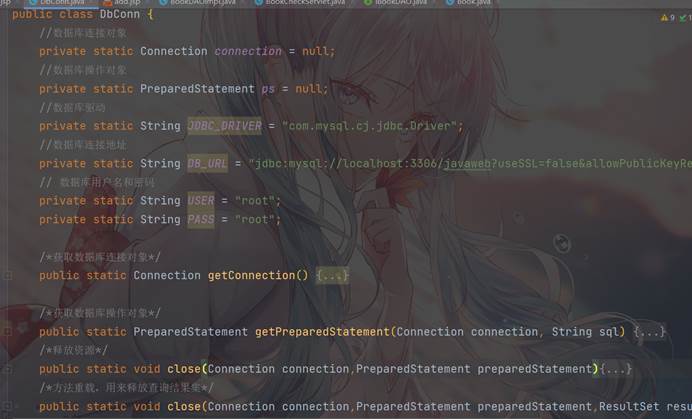 .jsp DbConn.java add.jsp BookDAOImpl.java BookCheckServlet.java IBookDAO.java Book.java
public class DbConn { 9 1
//数据库连接对象
private static Connection connection = null;
//数据库操作对象
private static PreparedStatement ps = null;
//数据库驱动
private static String JDBC_DRIVER = "com.mysql.cj.jdbc.Driver";
//数据库连接地址
private static String DB_URL = "jdbc:mysql://localhost:3306/javaweb?useSSL=false&allowPublicKeyRe
// 数据库用户名和密码
private static String USER = "root";
private static String PASS = "root";
/*获取数据库连接对象*/
public static Connection getConnection() {...}
/*获取数据库操作对象*/
public static PreparedStatement getPreparedStatement(Connection connection, String sql) {...}
/*释放资源*/
public static void close(Connection connection,PreparedStatement preparedStatement){...}
/*方法重载，用来释放查询结果集*/
public static void close(Connection connection,PreparedStatement preparedStatement,ResultSet resu